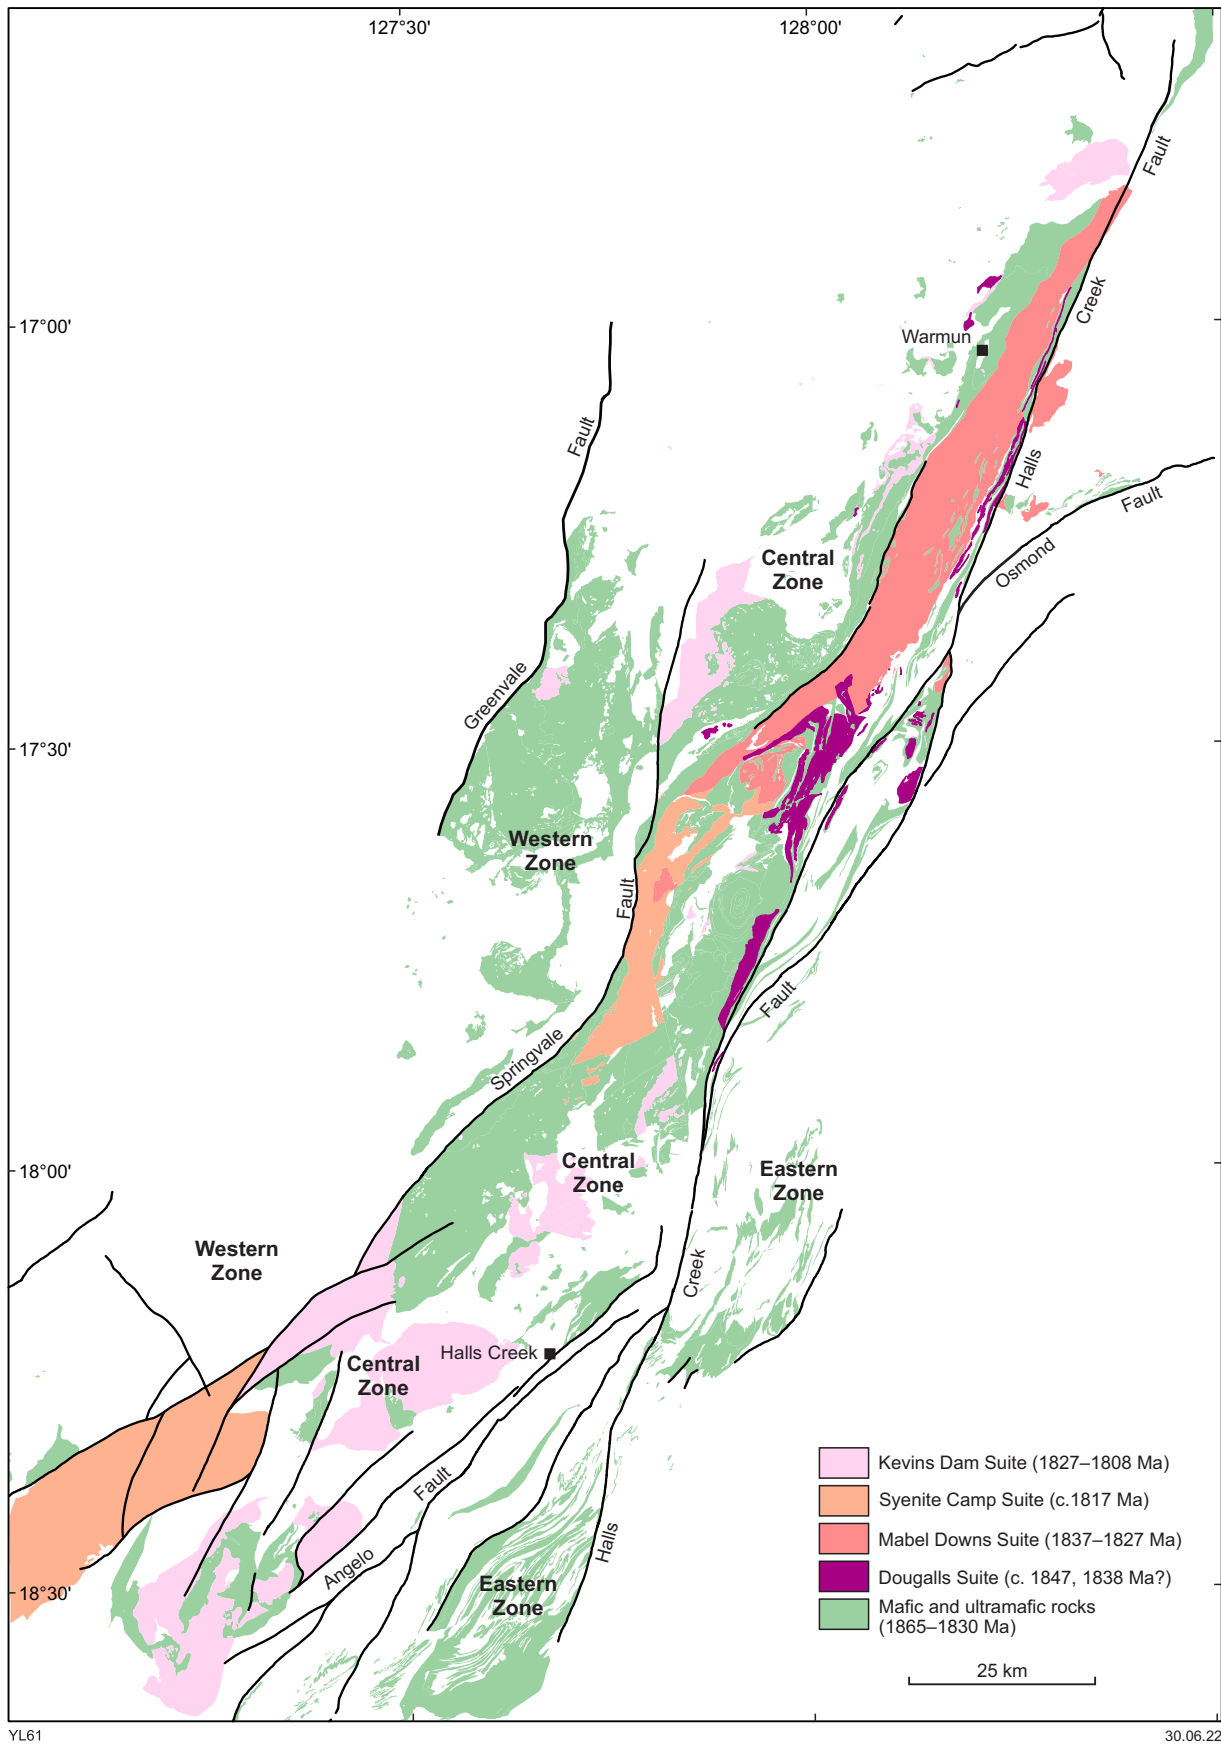 127°30'
128°00'
Fault
Creek
17°00'
Warmun
Fault
Halls
Fault
Central
Zone
Osmond
Greenvale
17°30'
Western
Zone
Fault
Fault
Springvale
18°00'
Central
Zone
Eastern
Zone
Western
Zone
Creek
Halls Creek
Central
Zone
Fault
Halls
Angelo
18°30'
Eastern
Zone
Kevins Dam Suite (1827–1808 Ma)
Syenite Camp Suite (c.1817 Ma)
Mabel Downs Suite (1837–1827 Ma)
Dougalls Suite (c. 1847, 1838 Ma?)
Mafic and ultramafic rocks
(1865–1830 Ma)
25 km
YL61
30.06.22